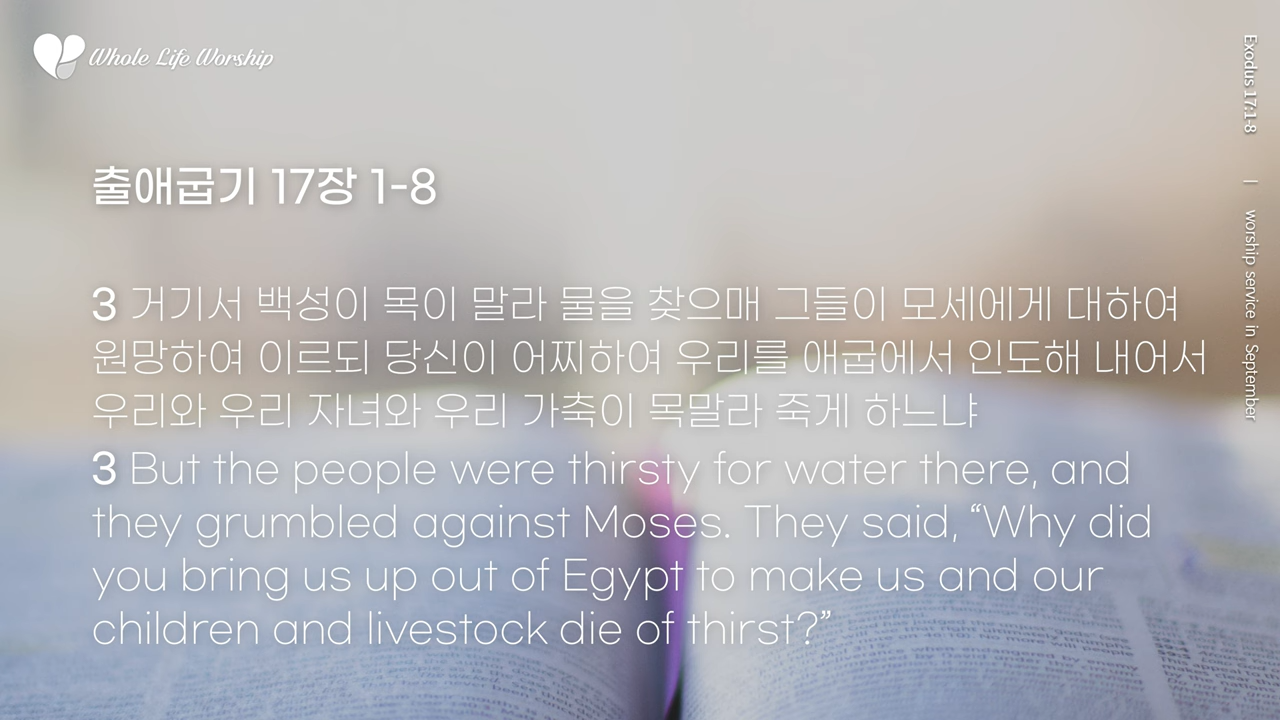 Whole Life Worship
출애굽기 17장 1-8
3 거기서 백성이 목이 말라 물을 찾으매 그들이 모세에게 대하여
원망하여 이르되 당신이 어찌하여 우리를 애굽에서 인도해 내어서
우리와 우리 자녀와 우리 가축이 목말라 죽게 하느냐
3 But the people were thirsty for water there, and
they grumbled against Moses. They said, “Why did
you bring us up out of Egypt to make us and our
children and livestock die of thirst?”
Exodus 17:1-8 | worship service in September